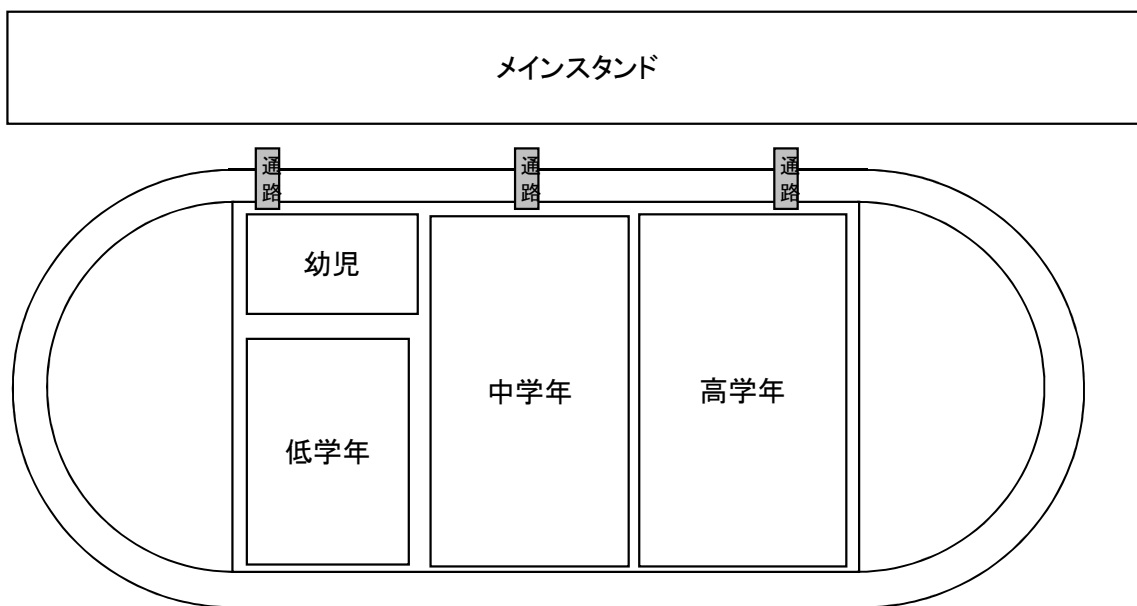 メインスタンド
通路
通路
通路
幼児
中学年
高学年
低学年